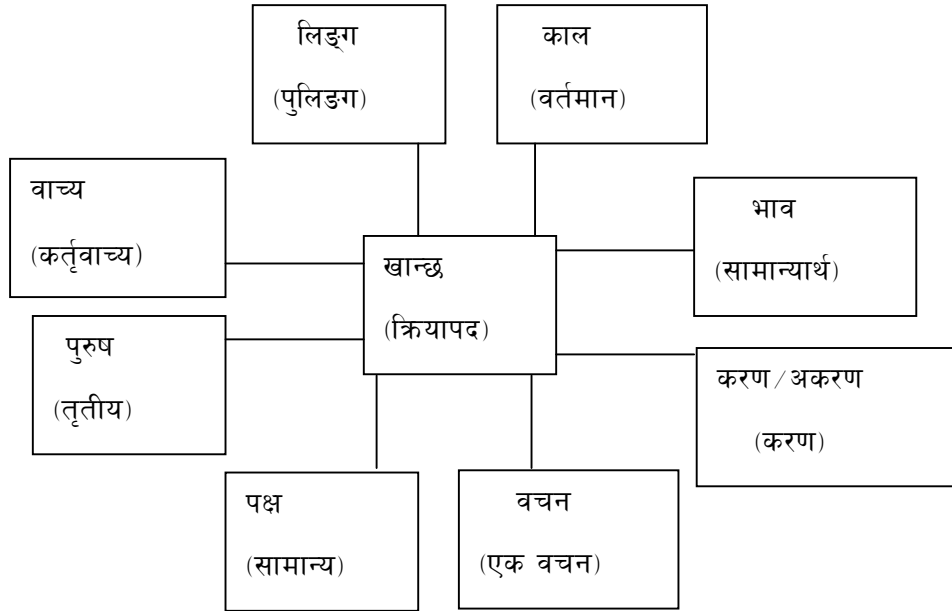 लिङ्ग
(पुलिङग)
काल
(वर्तमान)
वाच्य
(कर्तृवाच्य)
भाव
(सामान्यार्थ)
खान्छ
(क्रियापद)
पुरुष
(तृतीय)
करण/अकरण
(करण)
पक्ष
(सामान्य)
वचन
(एक वचन)